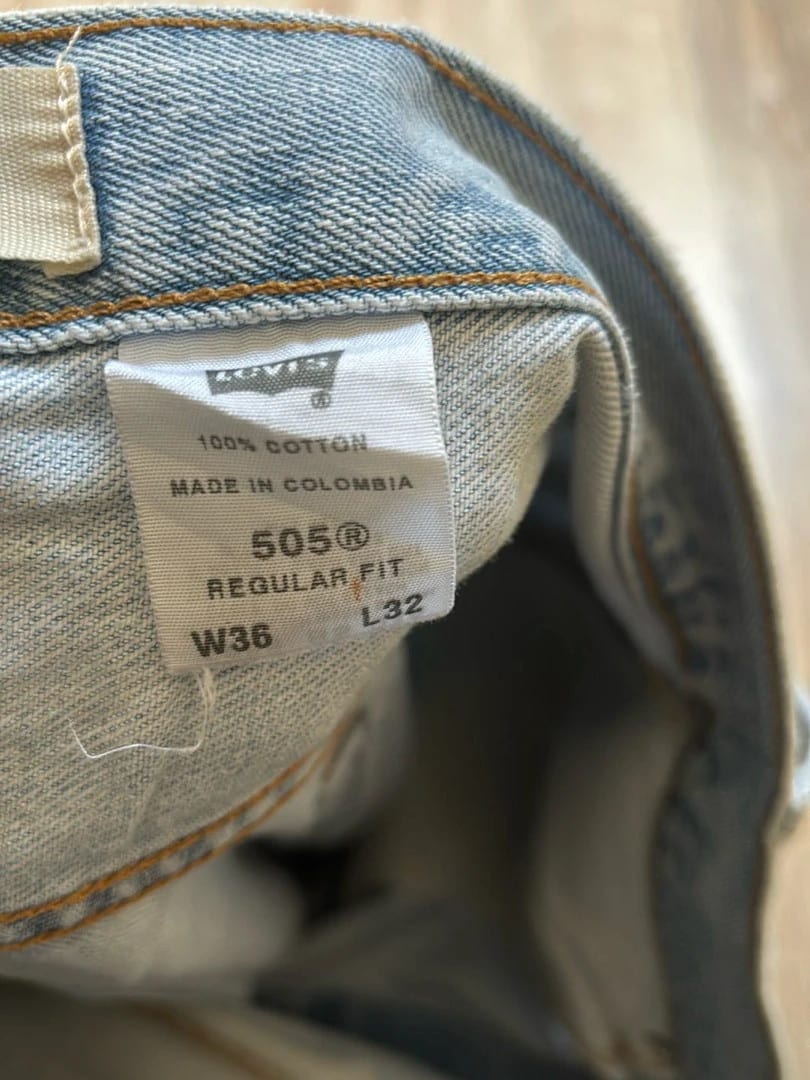 LEVI'S
®
100% COTTON
MADE IN COLOMBIA
505®
REGULAR FIT
W36 L32